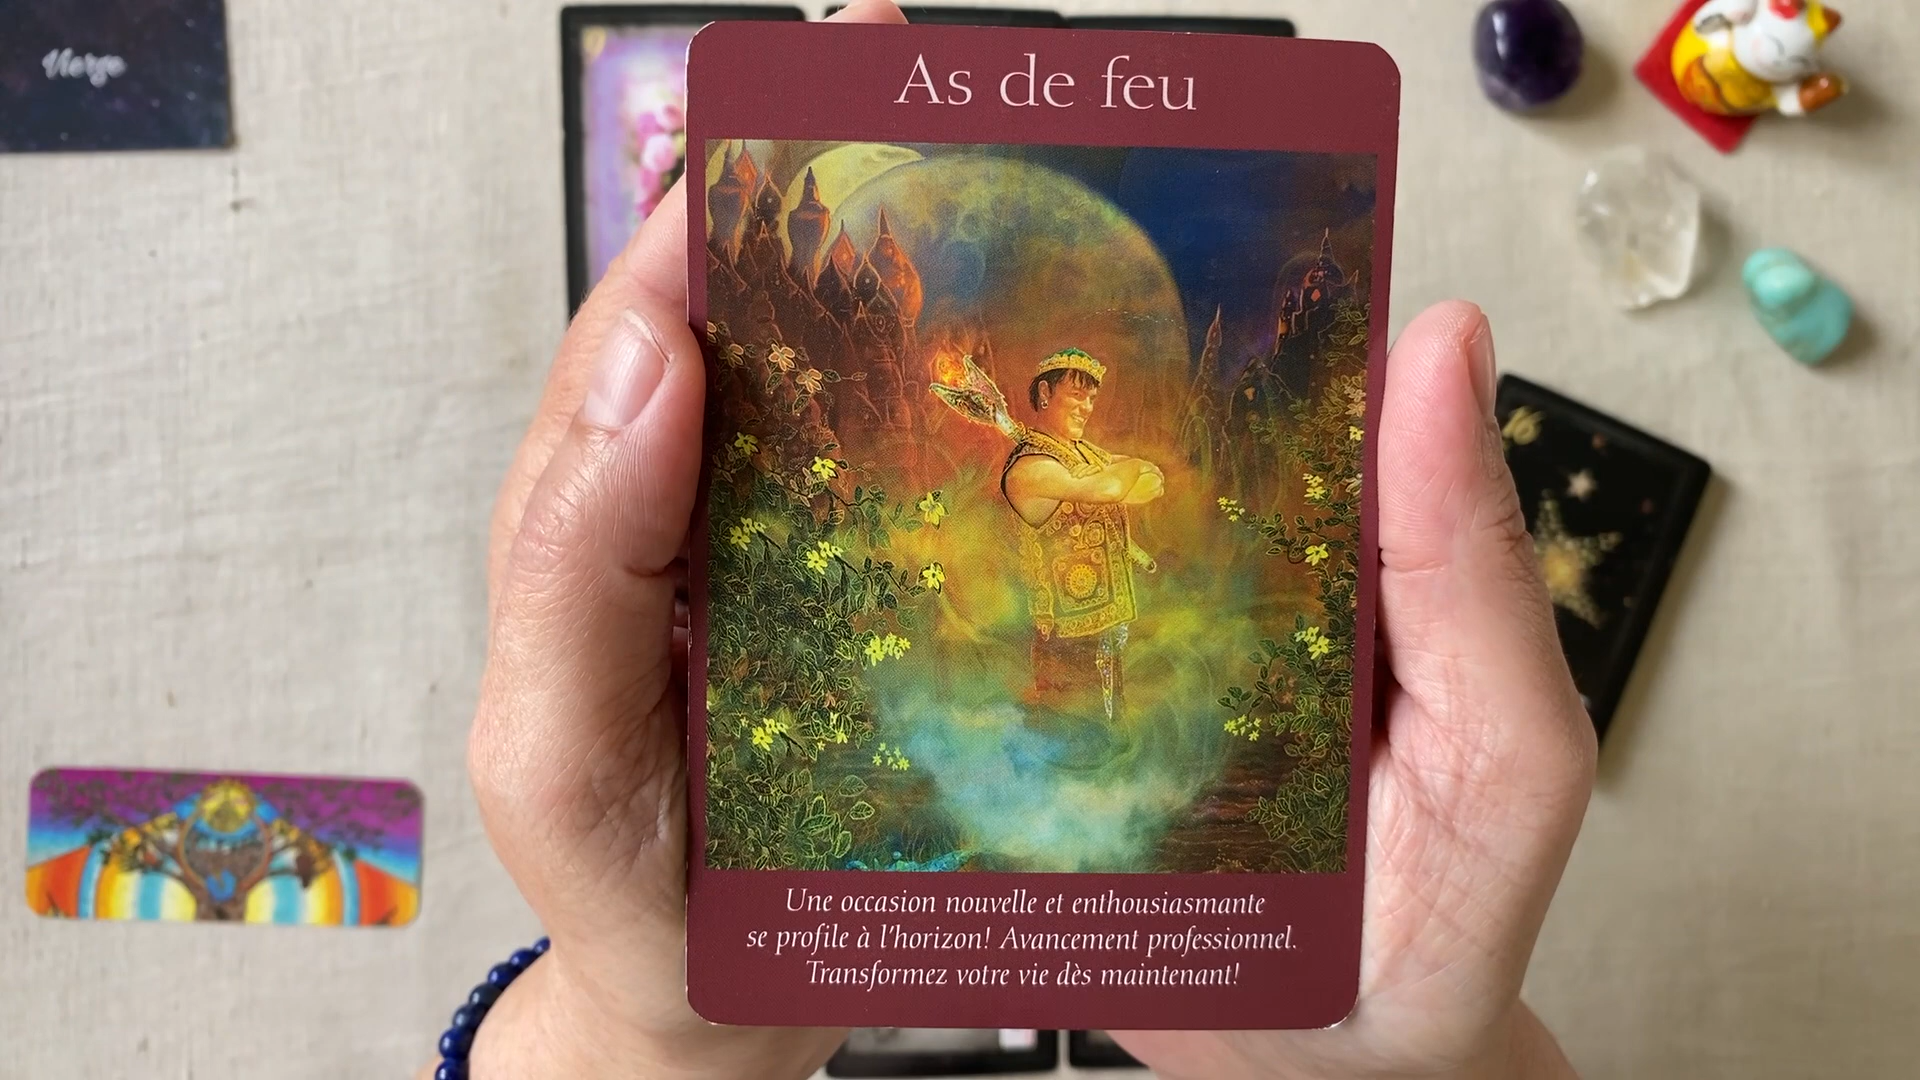 Vierge
As de feu
16
Une occasion nouvelle et enthousiasmante
se profile à l'horizon! Avancement professionnel.
Transformez votre vie dès maintenant!